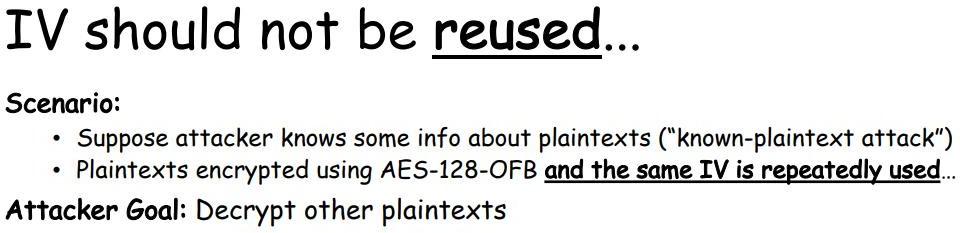 IV should not be reused...
Scenario:
• Suppose attacker knows some info about plaintexts (“known-plaintext attack”)
• Plaintexts encrypted using AES-128-OFB and the same IV is repeatedly used…
Attacker Goal: Decrypt other plaintexts